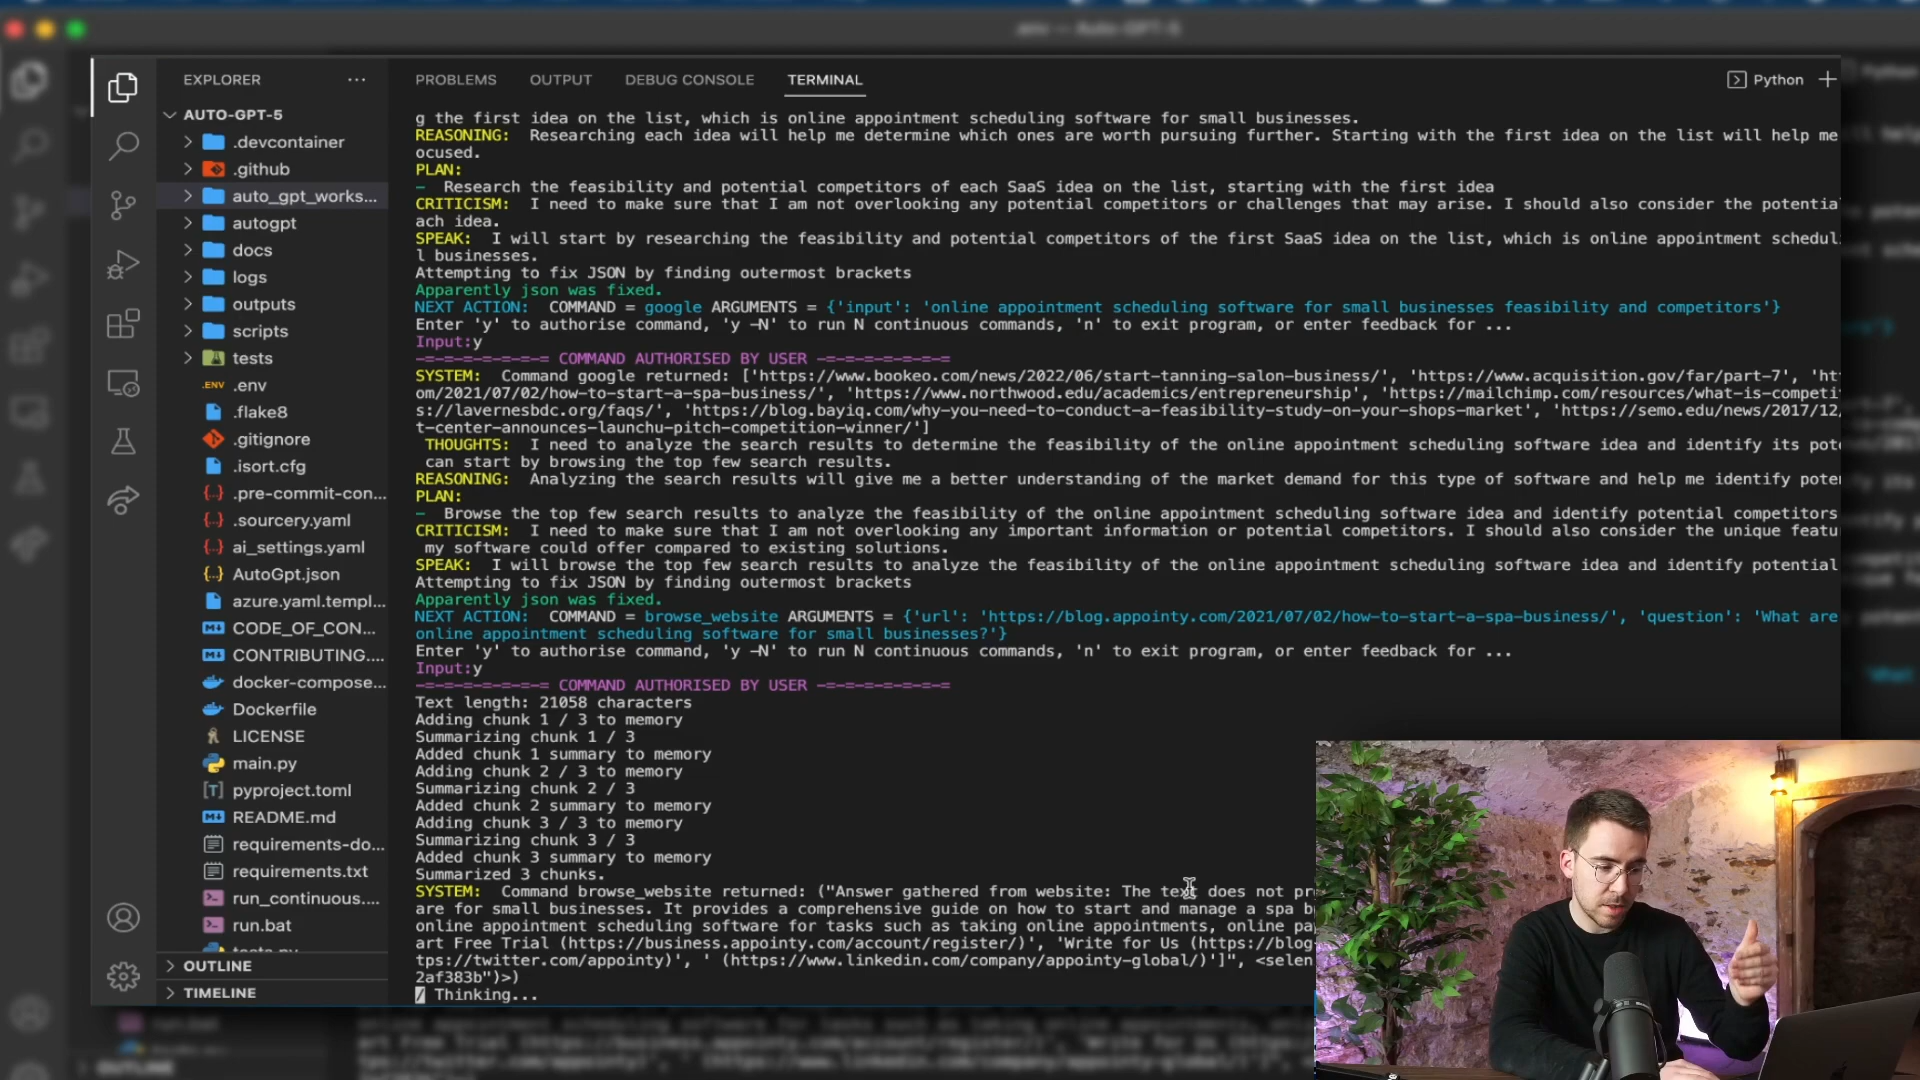 .env — Auto-GPT-5
EXPLORER
AUTO-GPT-5
.devcontainer
.github
auto_gpt_works...
autogpt
docs
logs
outputs
scripts
tests
.ENV .env
.flake8
.gitignore
.isort.cfg
.pre-commit-con...
.sourcery.yaml
ai_settings.yaml
AutoGpt.json
azure.yaml.templ...
CODE_OF_CON...
CONTRIBUTING....
docker-compose...
Dockerfile
LICENSE
main.py
pyproject.toml
README.md
requirements-do...
requirements.txt
run_continuous....
run.bat
tests.py
OUTLINE
TIMELINE
PROBLEMS OUTPUT DEBUG CONSOLE TERMINAL
Python
g the first idea on the list, which is online appointment scheduling software for small businesses.
REASONING:  Researching each idea will help me determine which ones are worth pursuing further. Starting with the first idea on the list will help me
ocused.
PLAN:
-  Research the feasibility and potential competitors of each SaaS idea on the list, starting with the first idea
CRITICISM:  I need to make sure that I am not overlooking any potential competitors or challenges that may arise. I should also consider the potential
ach idea.
SPEAK:  I will start by researching the feasibility and potential competitors of the first SaaS idea on the list, which is online appointment schedul
l businesses.
Attempting to fix JSON by finding outermost brackets
Apparently json was fixed.
NEXT ACTION:  COMMAND = google ARGUMENTS = {'input': 'online appointment scheduling software for small businesses feasibility and competitors'}
Enter 'y' to authorise command, 'y -N' to run N continuous commands, 'n' to exit program, or enter feedback for ...
Input:y
-=-=-=-=-=-=-= COMMAND AUTHORISED BY USER -=-=-=-=-=-=-=
SYSTEM:  Command google returned: ['https://www.bookeo.com/news/2022/06/start-tanning-salon-business/', 'https://www.acquisition.gov/far/part-7', 'ht
om/2021/07/02/how-to-start-a-spa-business/', 'https://www.northwood.edu/academics/entrepreneurship', 'https://mailchimp.com/resources/what-is-competi
s://lavernesbdc.org/faqs/', 'https://blog.bayiq.com/why-you-need-to-conduct-a-feasibility-study-on-your-shops-market', 'https://semo.edu/news/2017/12
t-center-announces-launchu-pitch-competition-winner/']
THOUGHTS:  I need to analyze the search results to determine the feasibility of the online appointment scheduling software idea and identify its pote
can start by browsing the top few search results.
REASONING:  Analyzing the search results will give me a better understanding of the market demand for this type of software and help me identify pote
PLAN:
-  Browse the top few search results to analyze the feasibility of the online appointment scheduling software idea and identify potential competitors
CRITICISM:  I need to make sure that I am not overlooking any important information or potential competitors. I should also consider the unique featu
my software could offer compared to existing solutions.
SPEAK:  I will browse the top few search results to analyze the feasibility of the online appointment scheduling software idea and identify potential
Attempting to fix JSON by finding outermost brackets
Apparently json was fixed.
NEXT ACTION:  COMMAND = browse_website ARGUMENTS = {'url': 'https://blog.appointy.com/2021/07/02/how-to-start-a-spa-business/', 'question': 'What are
online appointment scheduling software for small businesses?'}
Enter 'y' to authorise command, 'y -N' to run N continuous commands, 'n' to exit program, or enter feedback for ...
Input:y
-=-=-=-=-=-=-= COMMAND AUTHORISED BY USER -=-=-=-=-=-=-=
Text length: 21058 characters
Adding chunk 1 / 3 to memory
Summarizing chunk 1 / 3
Added chunk 1 summary to memory
Adding chunk 2 / 3 to memory
Summarizing chunk 2 / 3
Added chunk 2 summary to memory
Adding chunk 3 / 3 to memory
Summarizing chunk 3 / 3
Added chunk 3 summary to memory
Summarized 3 chunks.
SYSTEM:  Command browse_website returned: ("Answer gathered from website: The text does not pr
are for small businesses. It provides a comprehensive guide on how to start and manage a spa b
online appointment scheduling software for tasks such as taking online appointments, online pa
art Free Trial (https://business.appointy.com/account/register/)', 'Write for Us (https://blog
tps://twitter.com/appointy)', ' (https://www.linkedin.com/company/appointy-global/)']", <selen
2af383b")>)
/ Thinking...